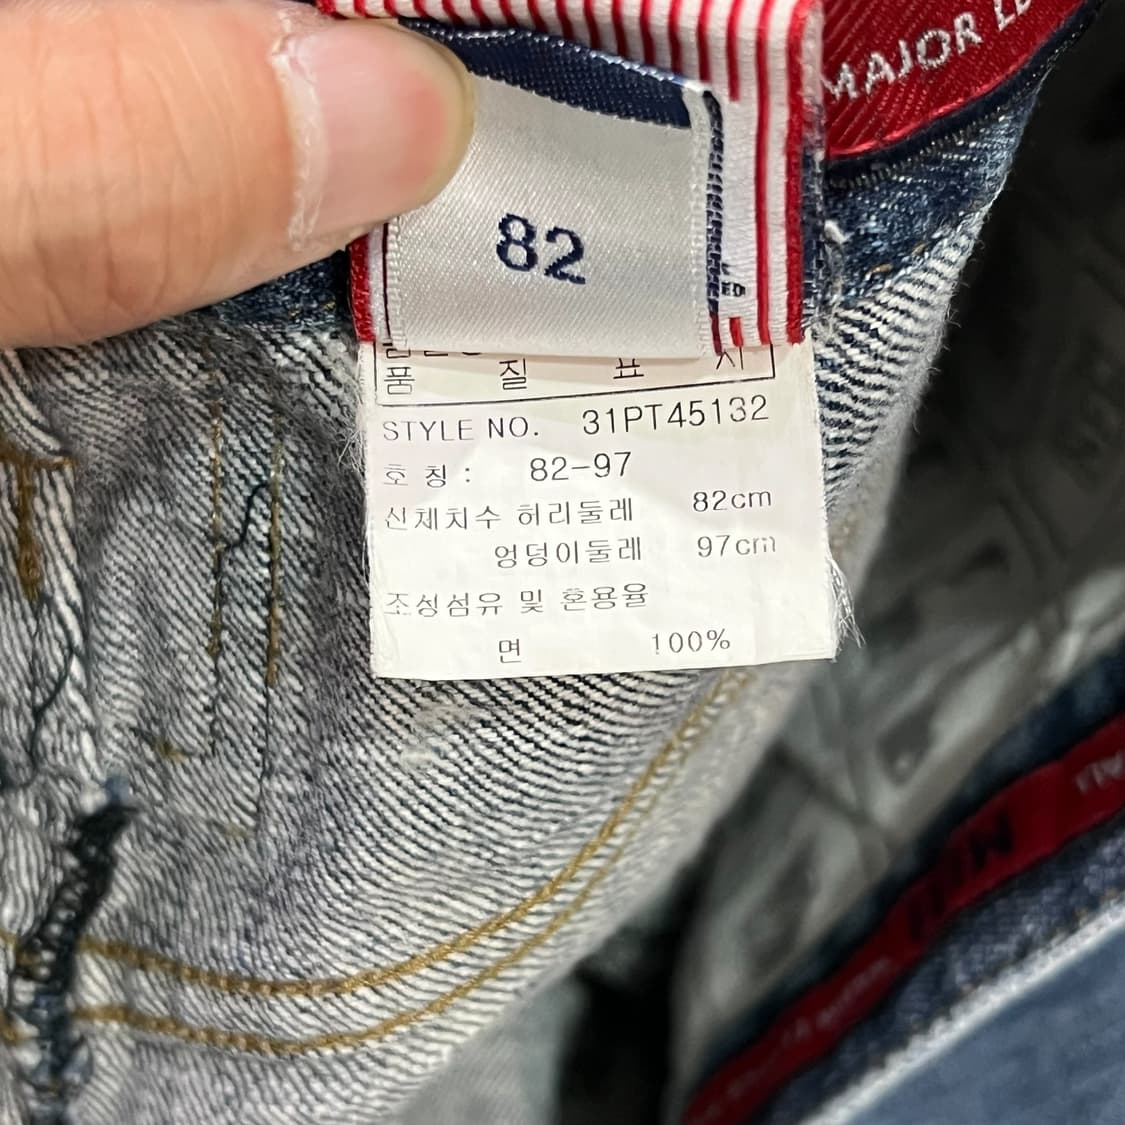 MAJOR
82
품 질 표 시
STYLE NO. 31PT45132
호 칭 : 82-97
신체치수 허리둘레 82cm
엉덩이둘레 97cm
조성섬유 및 혼용율
면 100%